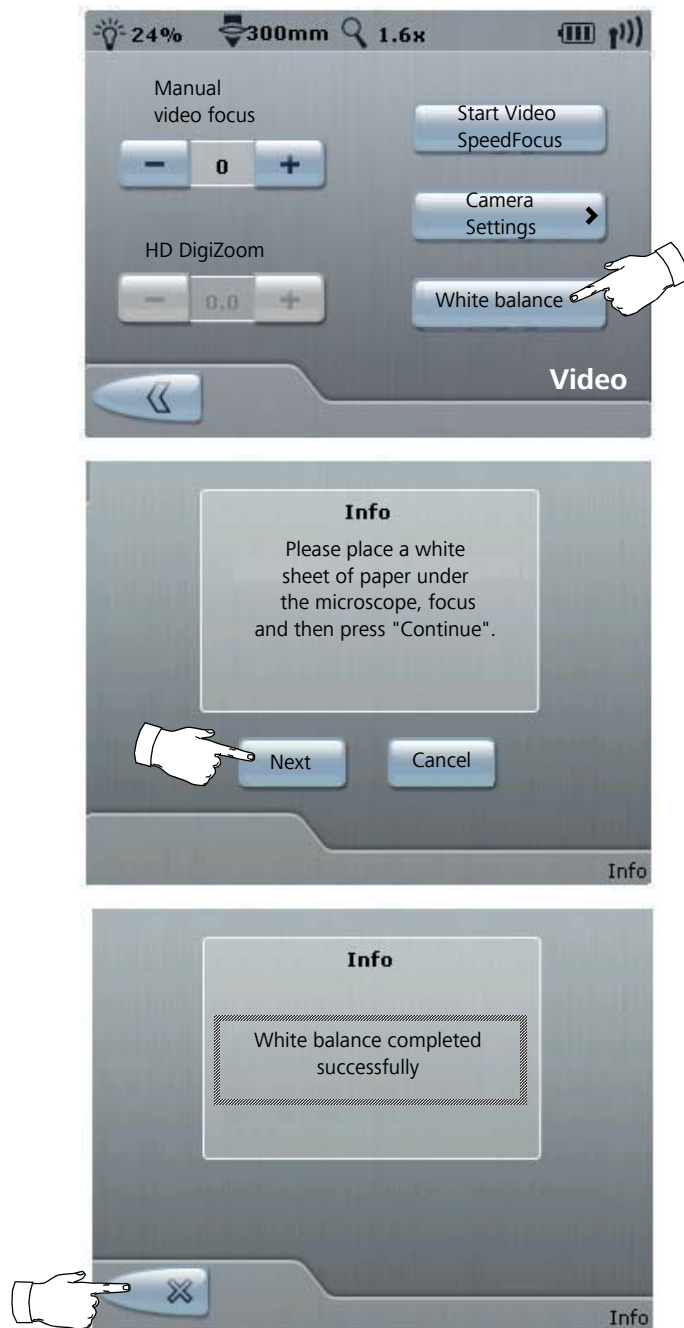 24% 300mm 1.6x
Manual
video focus
− 0 +
HD DigiZoom
− 0.0 +
Start Video
SpeedFocus
Camera
Settings
White balance
Video
Info
Please place a white
sheet of paper under
the microscope, focus
and then press "Continue".
Next
Cancel
Info
Info
White balance completed
successfully
Info